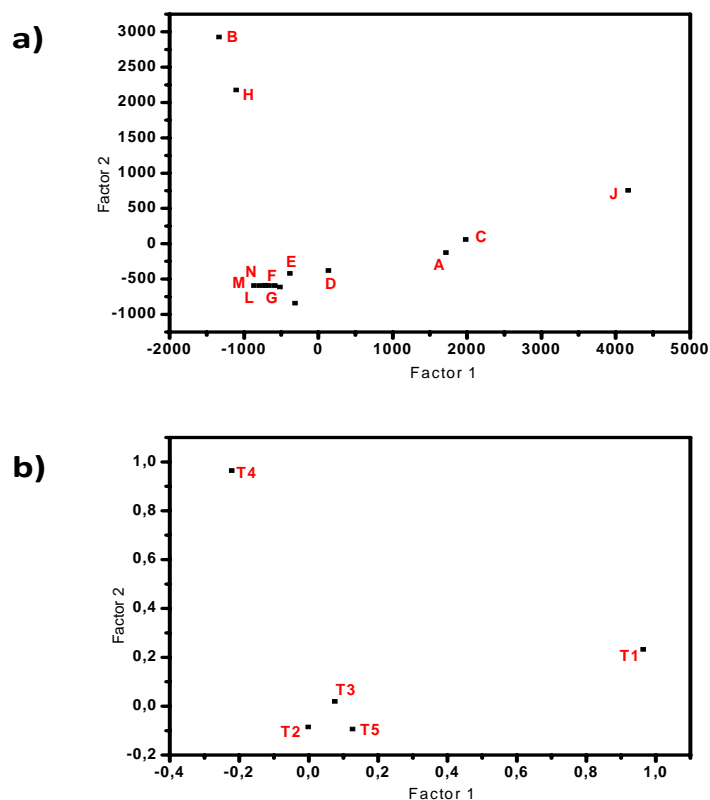 a)
3000
2500
2000
1500
1000
500
0
-500
-1000
Factor 2
B
H
J
C
A
E
N
F
D
M
L
G
-2000 -1000 0 1000 2000 3000 4000 5000
Factor 1
b)
1,0
0,8
0,6
0,4
0,2
0,0
-0,2
Factor 2
T4
T1
T3
T2
T5
-0,4 -0,2 0,0 0,2 0,4 0,6 0,8 1,0
Factor 1